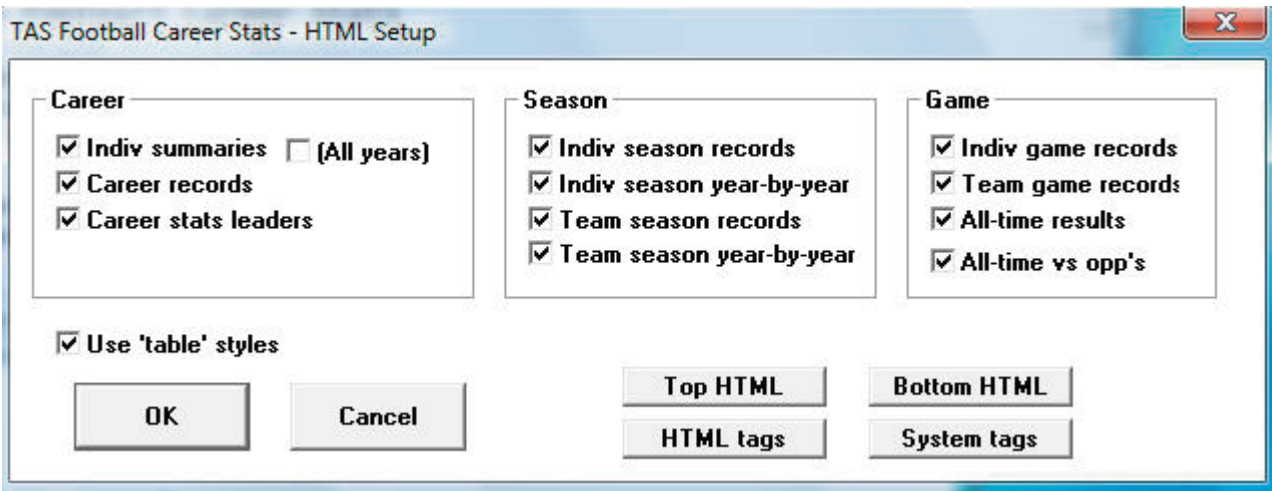 TAS Football Career Stats - HTML Setup
Career
Indiv summaries (All years)
Career records
Career stats leaders
Season
Indiv season records
Indiv season year-by-year
Team season records
Team season year-by-year
Game
Indiv game records
Team game records
All-time results
All-time vs opp's
Use 'table' styles
OK
Cancel
Top HTML
Bottom HTML
HTML tags
System tags